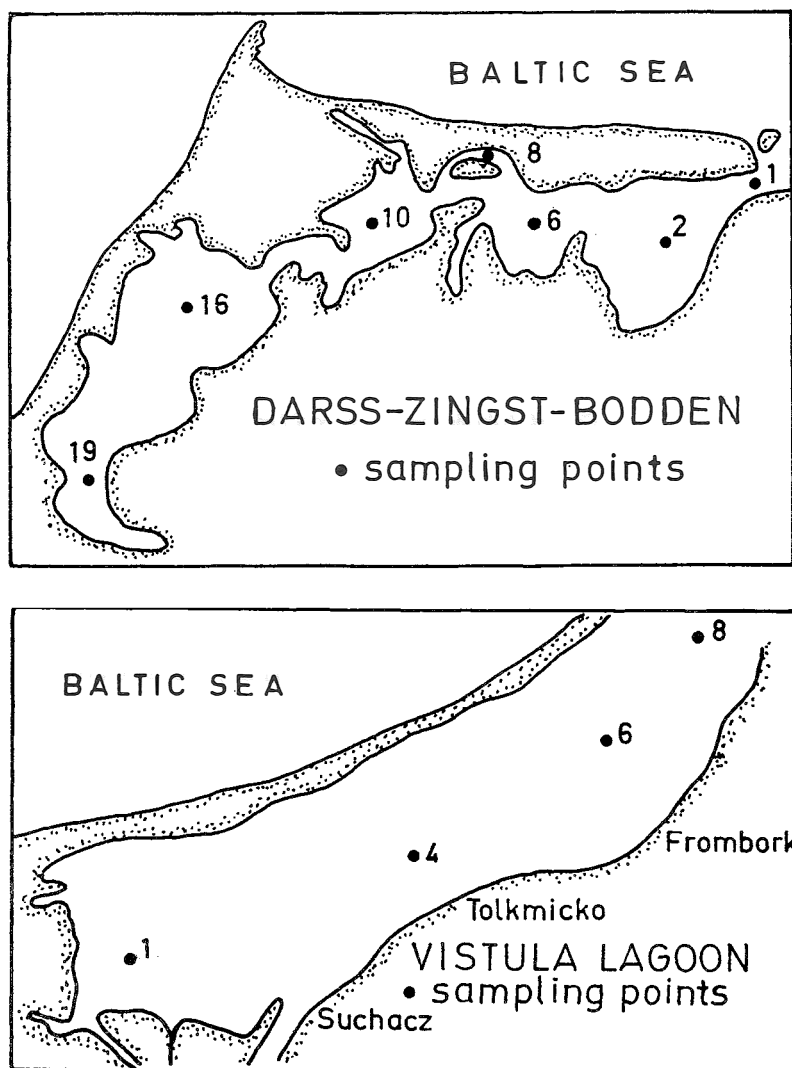 BALTIC SEA
8
1
10
6
2
16
DARSS-ZINGST-BODDEN
19
• sampling points
8
BALTIC SEA
6
Frombork
4
Tolkmicko
1
VISTULA LAGOON
• sampling points
Suchacz